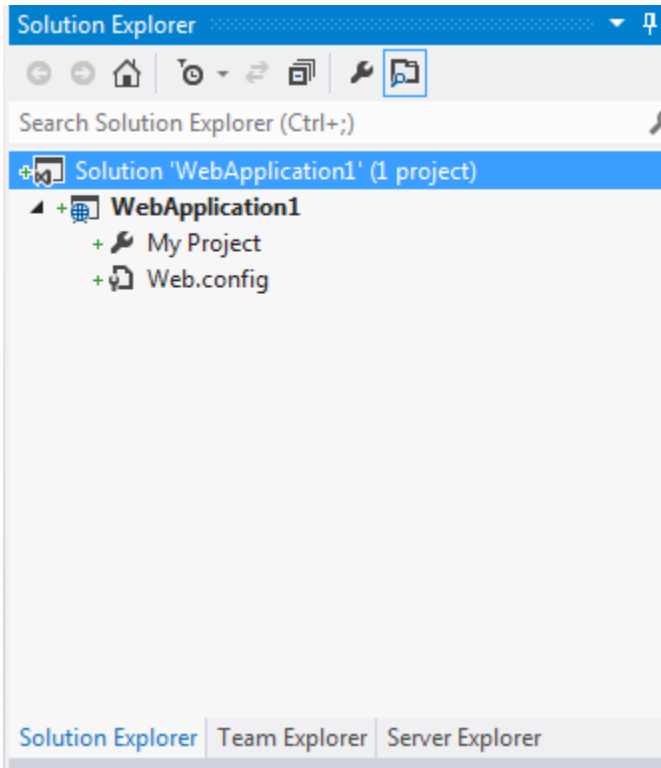 Solution Explorer
Search Solution Explorer (Ctrl+;)
Solution 'WebApplication1' (1 project)
WebApplication1
My Project
Web.config
Solution Explorer Team Explorer Server Explorer